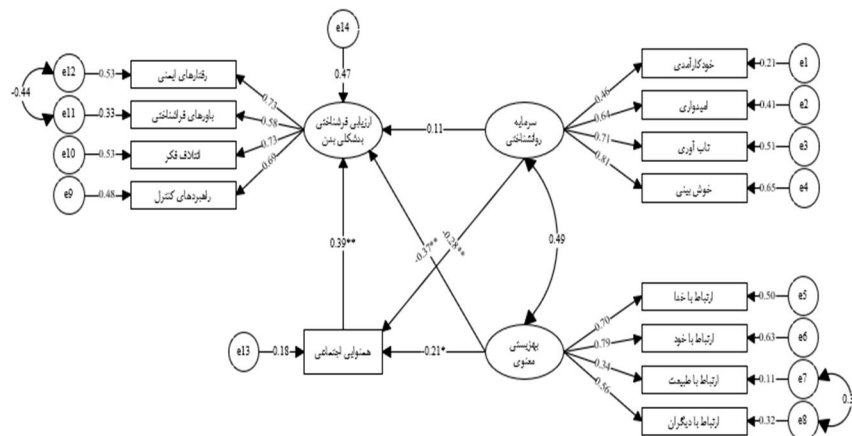 e14
0.47
e12
0.53
رفتارهای ایمنی
-0.44
e11
0.33
باورهای فراشناختی
e10
0.53
ائتلاف فکر
e9
0.48
راهبردهای کنترل
0.73
0.58
0.73
0.69
ارزیابی فرشناختی
بدشکلی بدن
0.11
سرمایه
روانشناختی
0.46
0.64
0.71
0.81
خودکارآمدی
0.21
e1
امیدواری
0.41
e2
تاب آوری
0.51
e3
خوش بینی
0.65
e4
0.39**
-0.37**
-0.28**
0.49
e13
0.18
همنوایی اجتماعی
0.21*
بهزیستی
معنوی
0.70
0.79
0.34
0.56
ارتباط با خدا
0.50
e5
ارتباط با خود
0.63
e6
ارتباط با طبیعت
0.11
e7
ارتباط با دیگران
0.32
e8